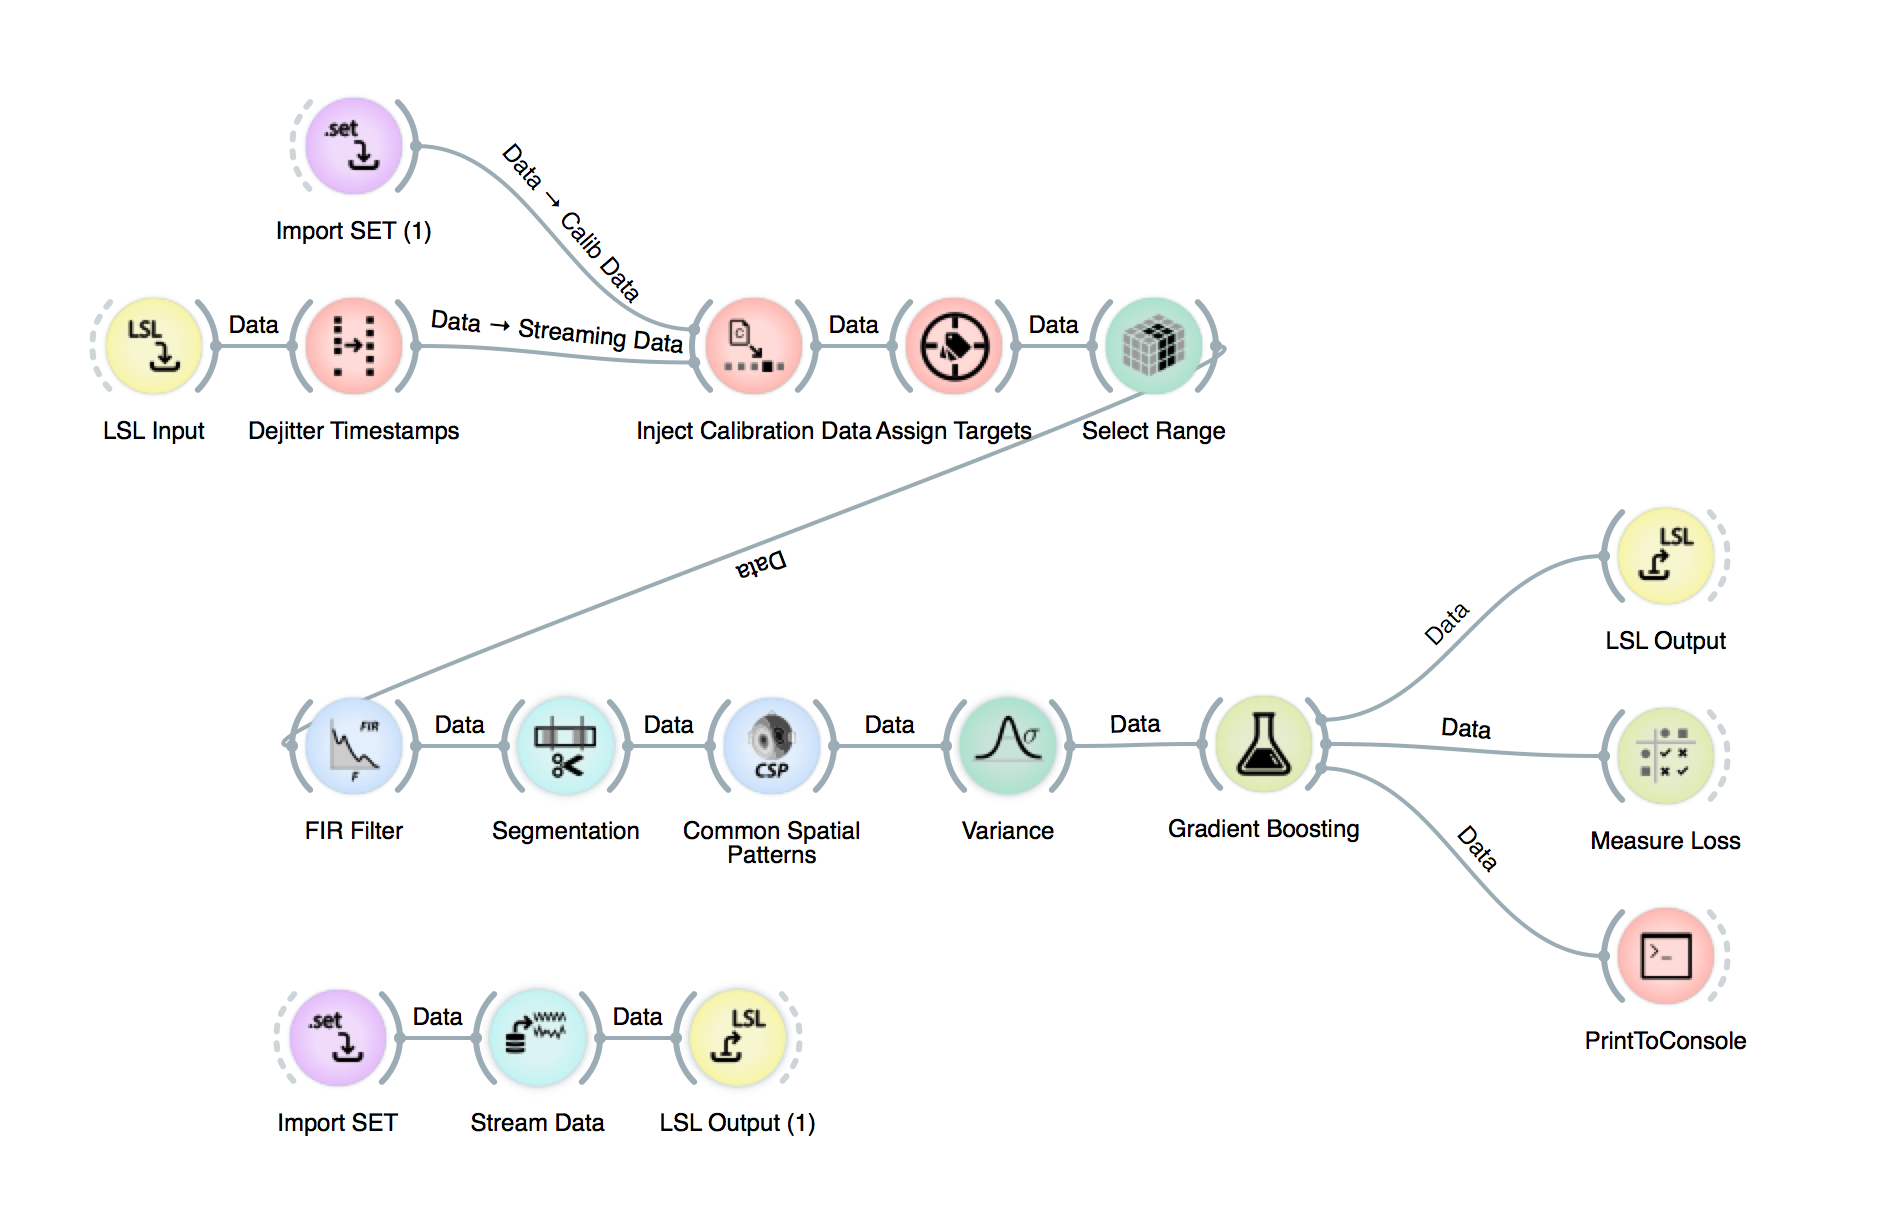 .set
Import SET (1)
Data → Calib Data
LSL
LSL Input
Data
Dejitter Timestamps
Data → Streaming Data
C
Inject Calibration Data
Data
Assign Targets
Data
Select Range
Data
FIR
F
FIR Filter
Data
Segmentation
Data
CSP
Common Spatial
Patterns
Data
σ
Variance
Data
Gradient Boosting
Data
LSL
LSL Output
Data
Measure Loss
Data
>_
PrintToConsole
.set
Import SET
Data
Stream Data
Data
LSL
LSL Output (1)